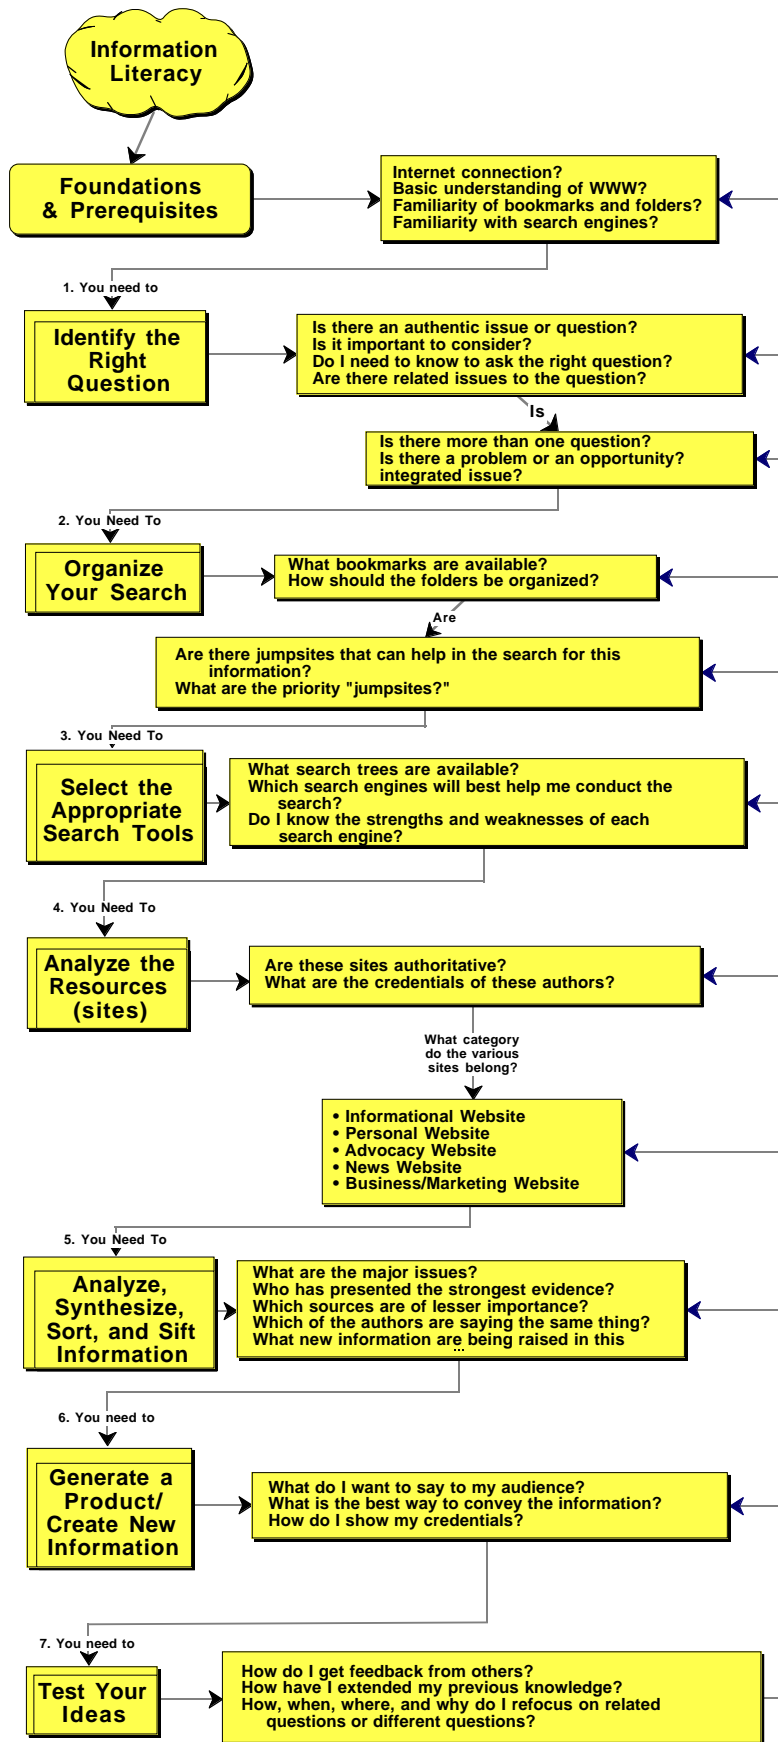 Information
Literacy
Foundations
& Prerequisites
Internet connection?
Basic understanding of WWW?
Familiarity of bookmarks and folders?
Familiarity with search engines?
1. You need to
Identify the
Right
Question
Is there an authentic issue or question?
Is it important to consider?
Do I need to know to ask the right question?
Are there related issues to the question?
Is
Is there more than one question?
Is there a problem or an opportunity?
integrated issue?
2. You Need To
Organize
Your Search
What bookmarks are available?
How should the folders be organized?
Are
Are there jumpsites that can help in the search for this
information?
What are the priority "jumpsites?"
3. You Need To
Select the
Appropriate
Search Tools
What search trees are available?
Which search engines will best help me conduct the
search?
Do I know the strengths and weaknesses of each
search engine?
4. You Need To
Analyze the
Resources
(sites)
Are these sites authoritative?
What are the credentials of these authors?
What category
do the various
sites belong?
• Informational Website
• Personal Website
• Advocacy Website
• News Website
• Business/Marketing Website
5. You Need To
Analyze,
Synthesize,
Sort, and Sift
Information
What are the major issues?
Who has presented the strongest evidence?
Which sources are of lesser importance?
Which of the authors are saying the same thing?
What new information are being raised in this
...
6. You need to
Generate a
Product/
Create New
Information
What do I want to say to my audience?
What is the best way to convey the information?
How do I show my credentials?
7. You need to
Test Your
Ideas
How do I get feedback from others?
How have I extended my previous knowledge?
How, when, where, and why do I refocus on related
questions or different questions?